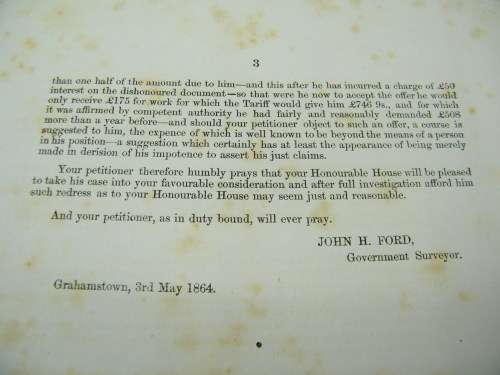 3
than one half of the amount due to him—and this after he has incurred a charge of £50
interest on the dishonoured document—so that were he now to accept the offer he would
only receive £175 for work for which the Tariff would give him £746 9s., and for which
it was affirmed by competent authority he had fairly and reasonably demanded £508
more than a year before—and should your petitioner object to such an offer, a course is
suggested to him, the expence of which is well known to be beyond the means of a person
in his position—a suggestion which certainly has at least the appearance of being merely
made in derision of his impotence to assert his just claims.
Your petitioner therefore humbly prays that your Honourable House will be pleased
to take his case into your favourable consideration and after full investigation afford him
such redress as to your Honourable House may seem just and reasonable.
And your petitioner, as in duty bound, will ever pray.
JOHN H. FORD,
Government Surveyor.
Grahamstown, 3rd May 1864.